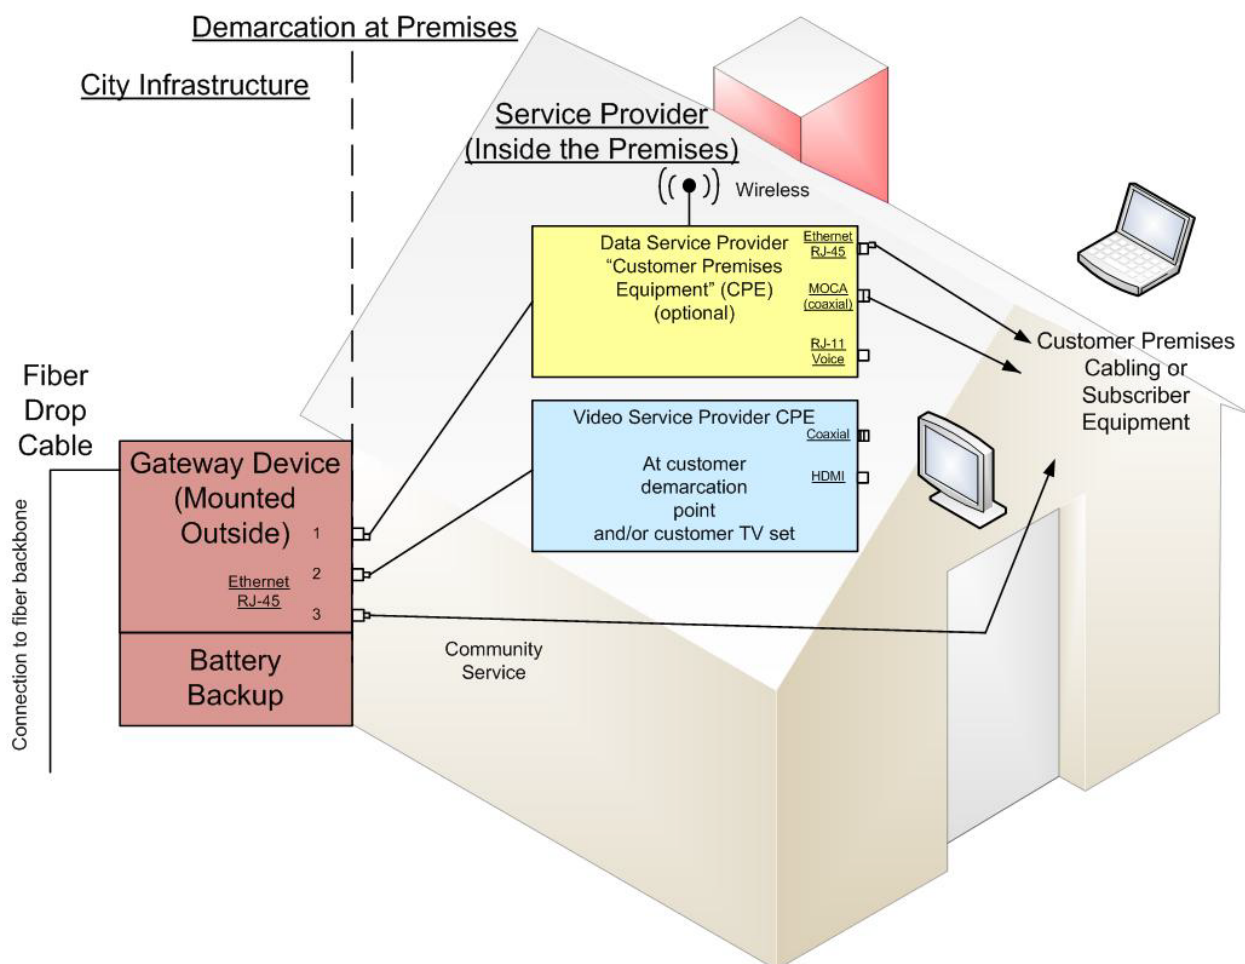 Demarcation at Premises
City Infrastructure
Service Provider
(Inside the Premises)
Wireless
Data Service Provider
“Customer Premises
Equipment” (CPE)
(optional)
Ethernet
RJ-45
MOCA
(coaxial)
RJ-11
Voice
Customer Premises
Cabling or
Subscriber
Equipment
Fiber
Drop
Cable
Video Service Provider CPE
At customer
demarcation
point
and/or customer TV set
Coaxial
HDMI
Gateway Device
(Mounted
Outside)
1
2
3
Ethernet
RJ-45
Battery
Backup
Community
Service
Connection to fiber backbone